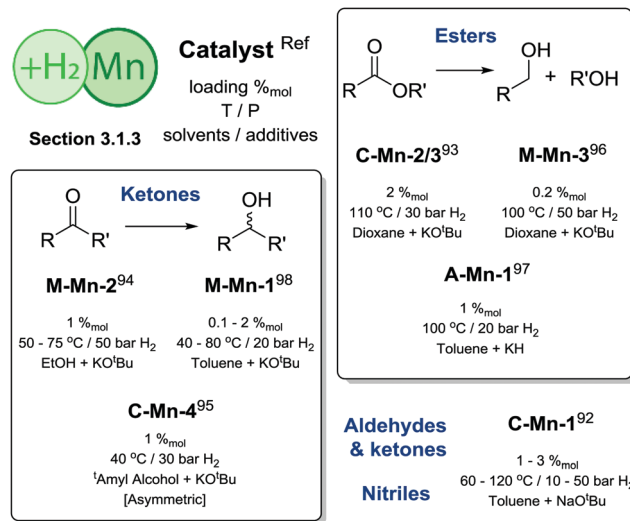 +H2 Mn
Section 3.1.3
Catalyst Ref
loading %mol
T / P
solvents / additives
Esters
O
R
OR'
OH
R
+ R'OH
C-Mn-2/393
2 %mol
110 °C / 30 bar H2
Dioxane + KOtBu
M-Mn-396
0.2 %mol
100 °C / 50 bar H2
Dioxane + KOtBu
A-Mn-197
1 %mol
100 °C / 20 bar H2
Toluene + KH
Ketones
O
R
R'
OH
R
R'
M-Mn-294
1 %mol
50 - 75 °C / 50 bar H2
EtOH + KOtBu
M-Mn-198
0.1 - 2 %mol
40 - 80 °C / 20 bar H2
Toluene + KOtBu
C-Mn-495
1 %mol
40 °C / 30 bar H2
tAmyl Alcohol + KOtBu
[Asymmetric]
Aldehydes
& ketones
Nitriles
C-Mn-192
1 - 3 %mol
60 - 120 °C / 10 - 50 bar H2
Toluene + NaOtBu